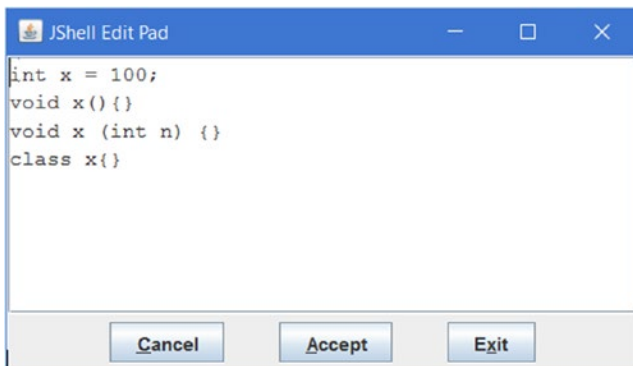 JShell Edit Pad
int x = 100;
void x(){}
void x (int n) {}
class x{}
Cancel Accept Exit